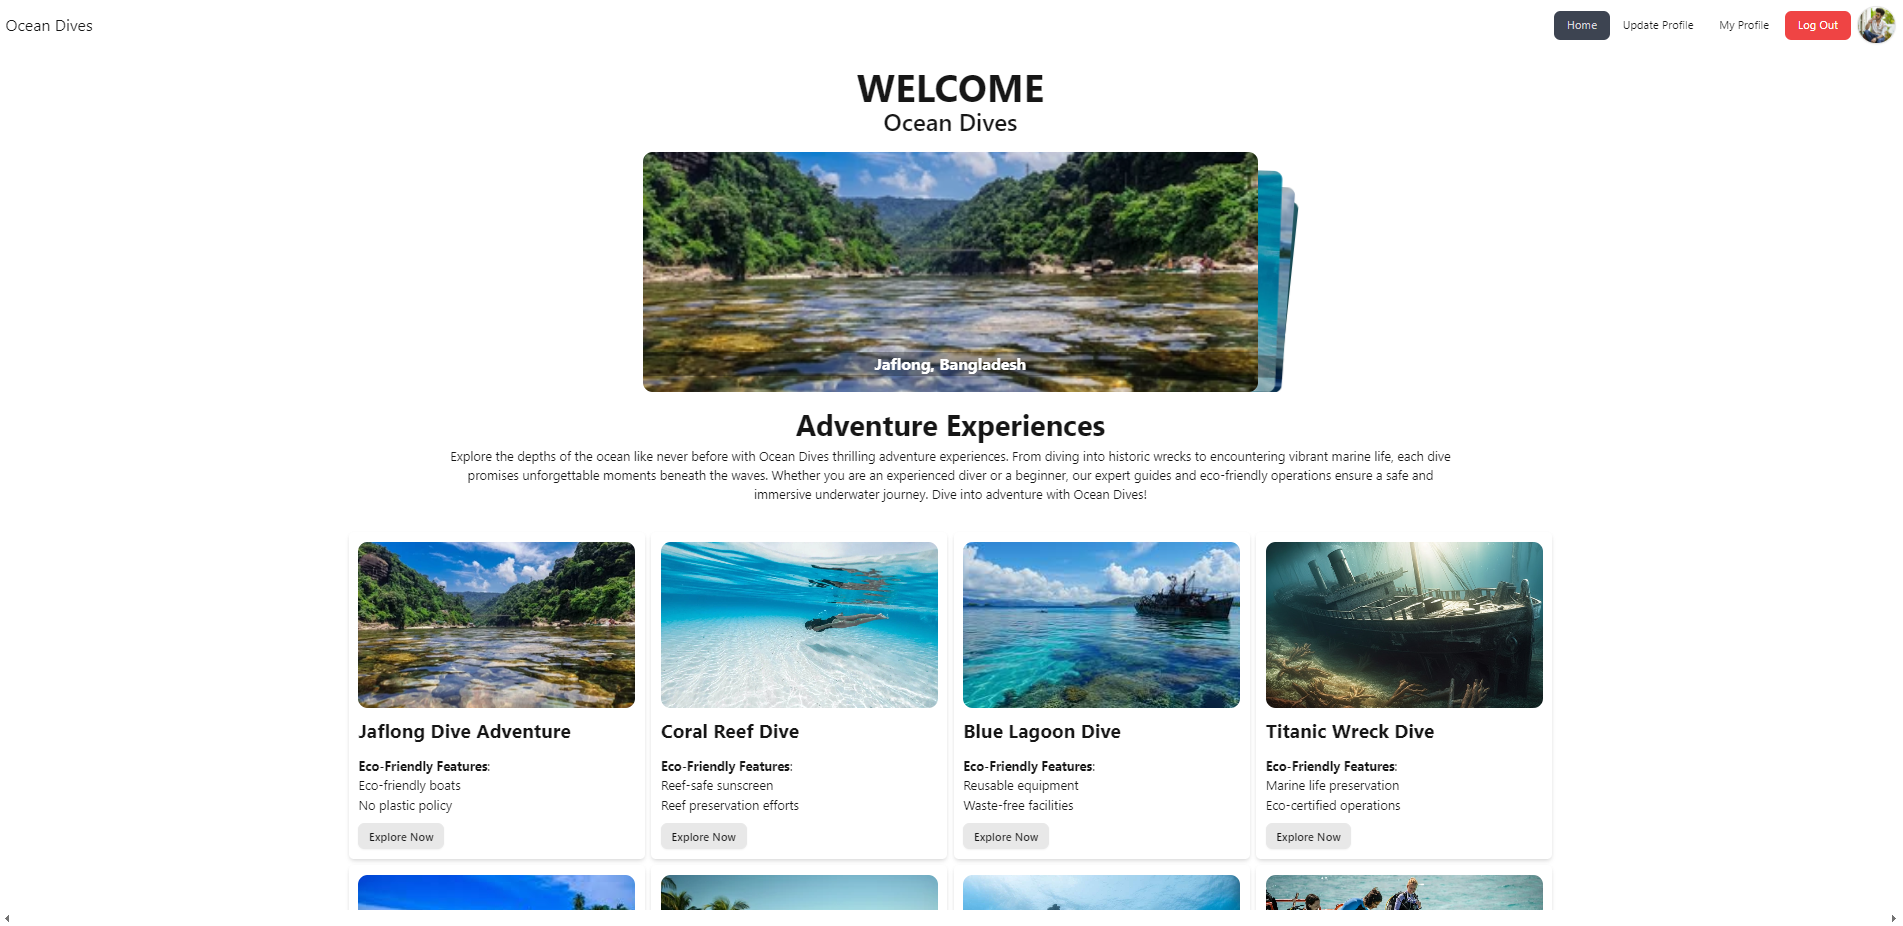 Ocean Dives
Home
Update Profile
My Profile
Log Out
WELCOME
Ocean Dives
Jaflong, Bangladesh
Adventure Experiences
Explore the depths of the ocean like never before with Ocean Dives thrilling adventure experiences. From diving into historic wrecks to encountering vibrant marine life, each dive
promises unforgettable moments beneath the waves. Whether you are an experienced diver or a beginner, our expert guides and eco-friendly operations ensure a safe and
immersive underwater journey. Dive into adventure with Ocean Dives!
Jaflong Dive Adventure
Eco-Friendly Features:
Eco-friendly boats
No plastic policy
Explore Now
Coral Reef Dive
Eco-Friendly Features:
Reef-safe sunscreen
Reef preservation efforts
Explore Now
Blue Lagoon Dive
Eco-Friendly Features:
Reusable equipment
Waste-free facilities
Explore Now
Titanic Wreck Dive
Eco-Friendly Features:
Marine life preservation
Eco-certified operations
Explore Now